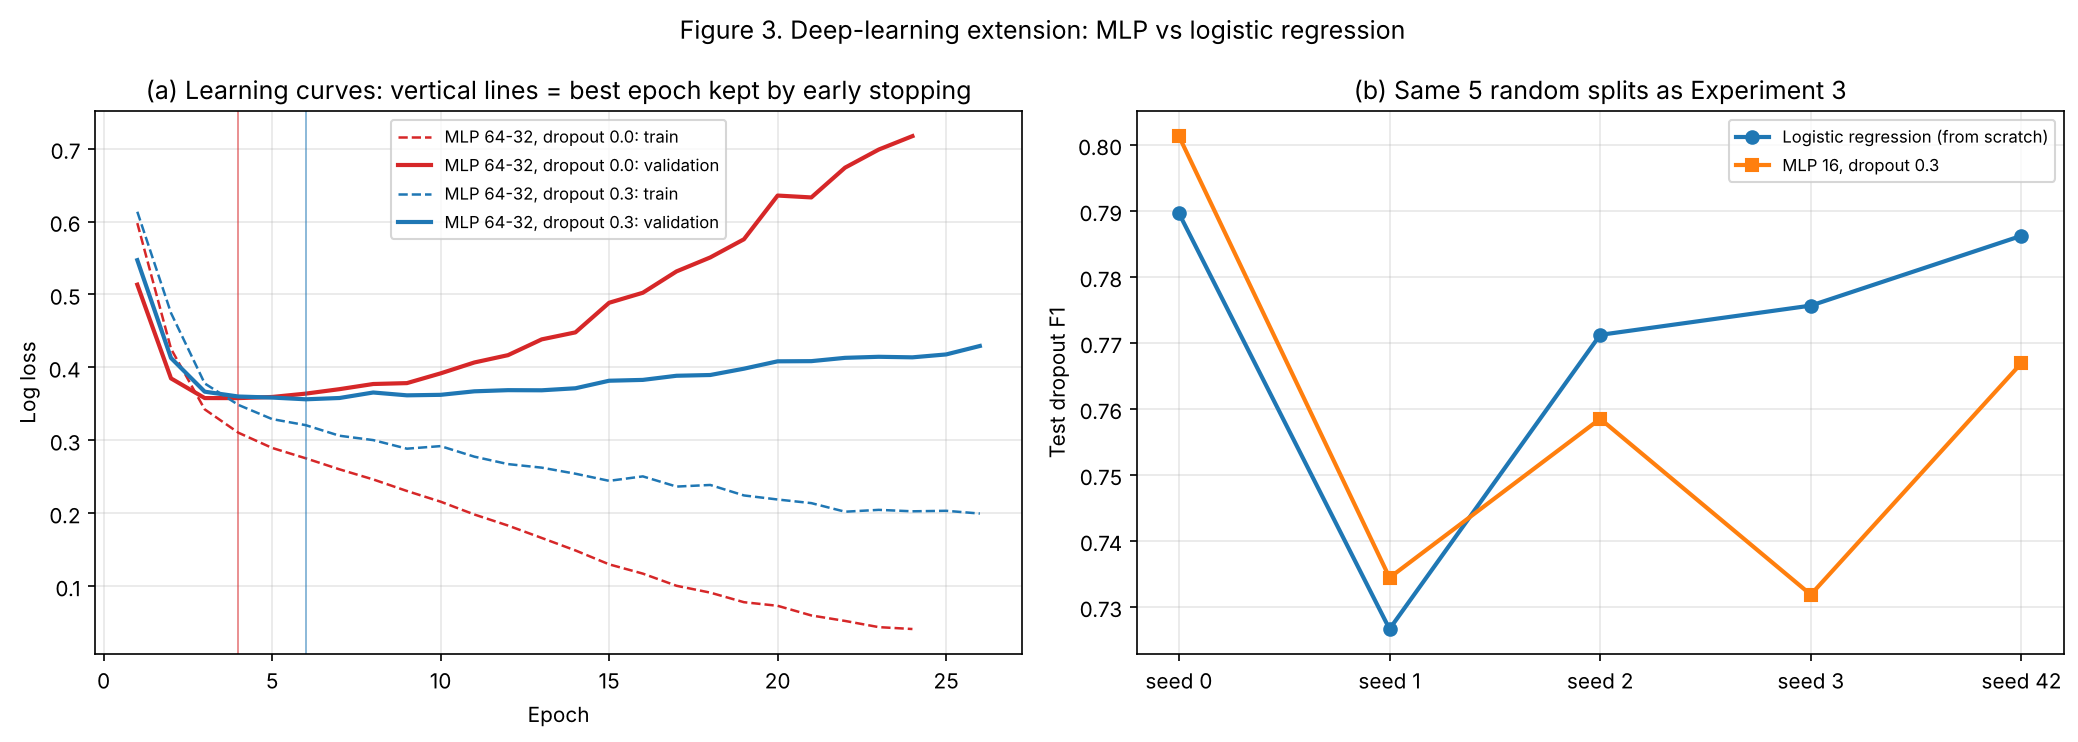 Figure 3. Deep-learning extension: MLP vs logistic regression
(a) Learning curves: vertical lines = best epoch kept by early stopping
MLP 64-32, dropout 0.0: train
MLP 64-32, dropout 0.0: validation
MLP 64-32, dropout 0.3: train
MLP 64-32, dropout 0.3: validation
Log loss
0.7
0.6
0.5
0.4
0.3
0.2
0.1
0 5 10 15 20 25
Epoch
(b) Same 5 random splits as Experiment 3
Logistic regression (from scratch)
MLP 16, dropout 0.3
Test dropout F1
0.80
0.79
0.78
0.77
0.76
0.75
0.74
0.73
seed 0 seed 1 seed 2 seed 3 seed 42